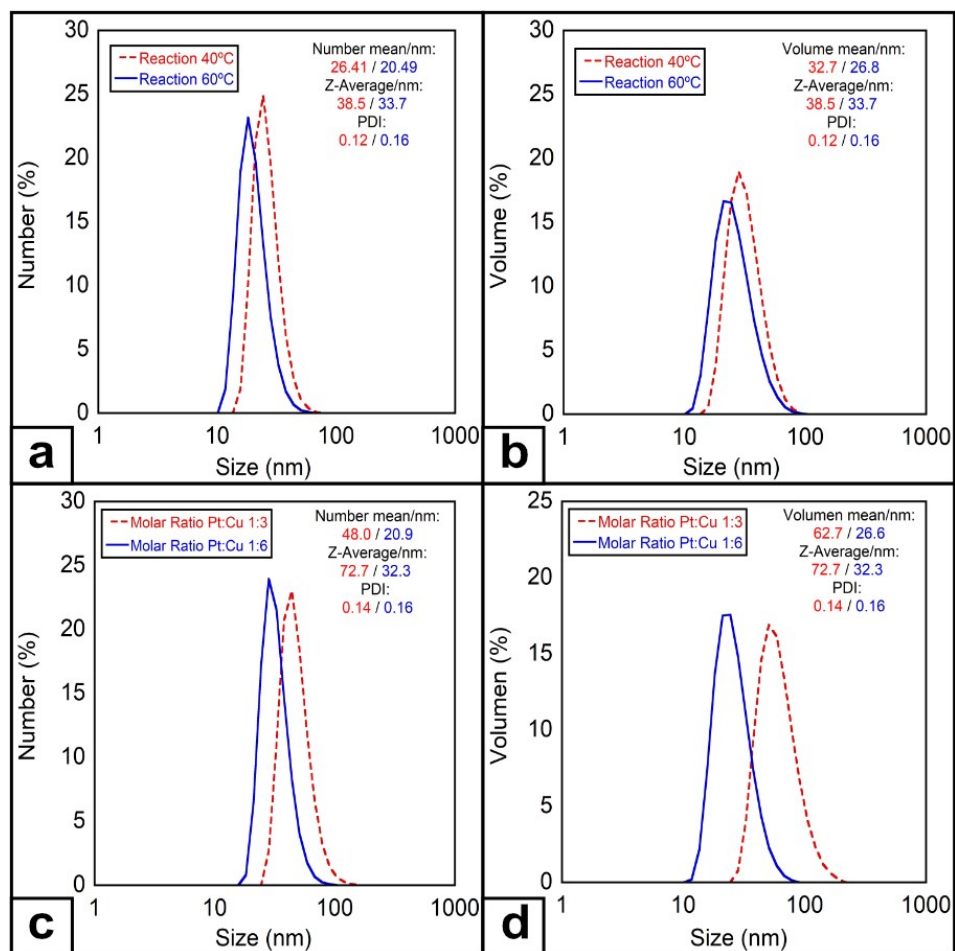 30
25
20
15
10
5
0
Number (%)
Reaction 40ºC
Reaction 60ºC
Number mean/nm:
26.41 / 20.49
Z-Average/nm:
38.5 / 33.7
PDI:
0.12 / 0.16
1 10 100 1000
Size (nm)
a
30
25
20
15
10
5
0
Volume (%)
Reaction 40ºC
Reaction 60ºC
Volume mean/nm:
32.7 / 26.8
Z-Average/nm:
38.5 / 33.7
PDI:
0.12 / 0.16
1 10 100 1000
Size (nm)
b
30
25
20
15
10
5
0
Number (%)
Molar Ratio Pt:Cu 1:3
Molar Ratio Pt:Cu 1:6
Number mean/nm:
48.0 / 20.9
Z-Average/nm:
72.7 / 32.3
PDI:
0.14 / 0.16
1 10 100 1000
Size (nm)
c
25
20
15
10
5
0
Volumen (%)
Molar Ratio Pt:Cu 1:3
Molar Ratio Pt:Cu 1:6
Volumen mean/nm:
62.7 / 26.6
Z-Average/nm:
72.7 / 32.3
PDI:
0.14 / 0.16
1 10 100 1000
Size (nm)
d